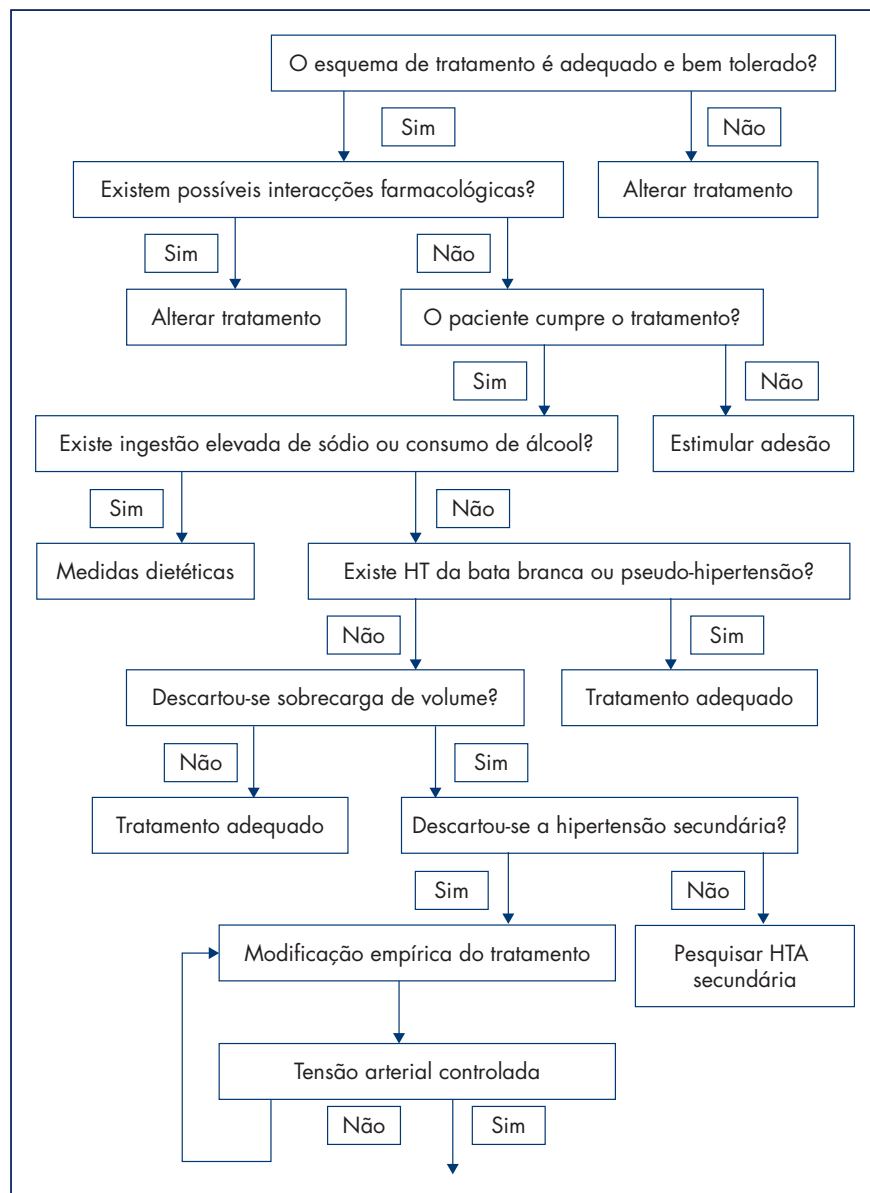 O esquema de tratamento é adequado e bem tolerado?
Sim
Não
Existem possíveis interacções farmacológicas?
Alterar tratamento
Sim
Não
Alterar tratamento
O paciente cumpre o tratamento?
Sim
Não
Existe ingestão elevada de sódio ou consumo de álcool?
Estimular adesão
Sim
Não
Medidas dietéticas
Existe HT da bata branca ou pseudo-hipertensão?
Não
Sim
Descartou-se sobrecarga de volume?
Tratamento adequado
Não
Sim
Tratamento adequado
Descartou-se a hipertensão secundária?
Sim
Não
Modificação empírica do tratamento
Pesquisar HTA
secundária
Tensão arterial controlada
Não
Sim